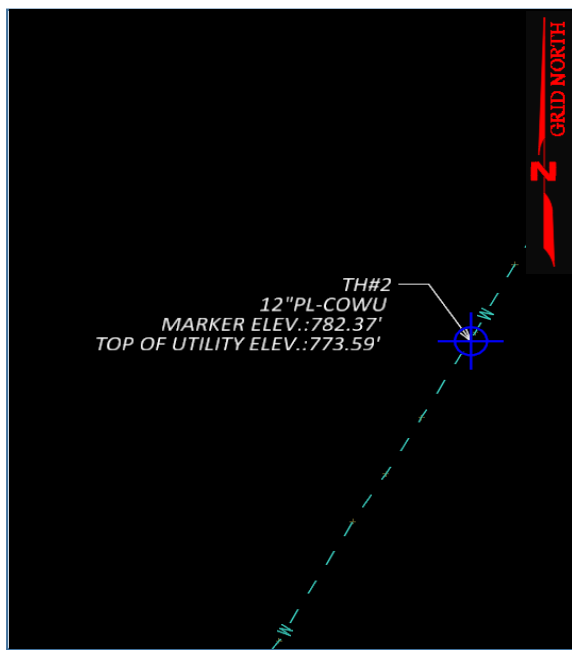 GRID NORTH
N
TH#2
12"PL-COWU
MARKER ELEV.:782.37'
TOP OF UTILITY ELEV.:773.59'
W
W